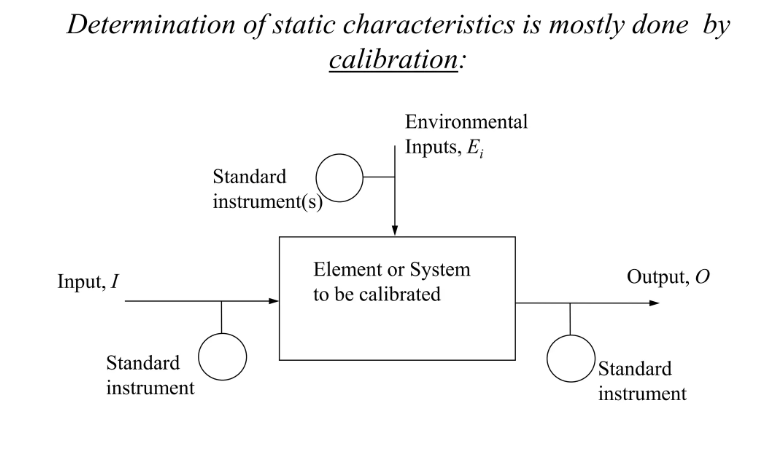 Determination of static characteristics is mostly done by
calibration:
Environmental
Inputs, Ei
Standard
instrument(s)
Element or System
to be calibrated
Input, I
Output, O
Standard
instrument
Standard
instrument